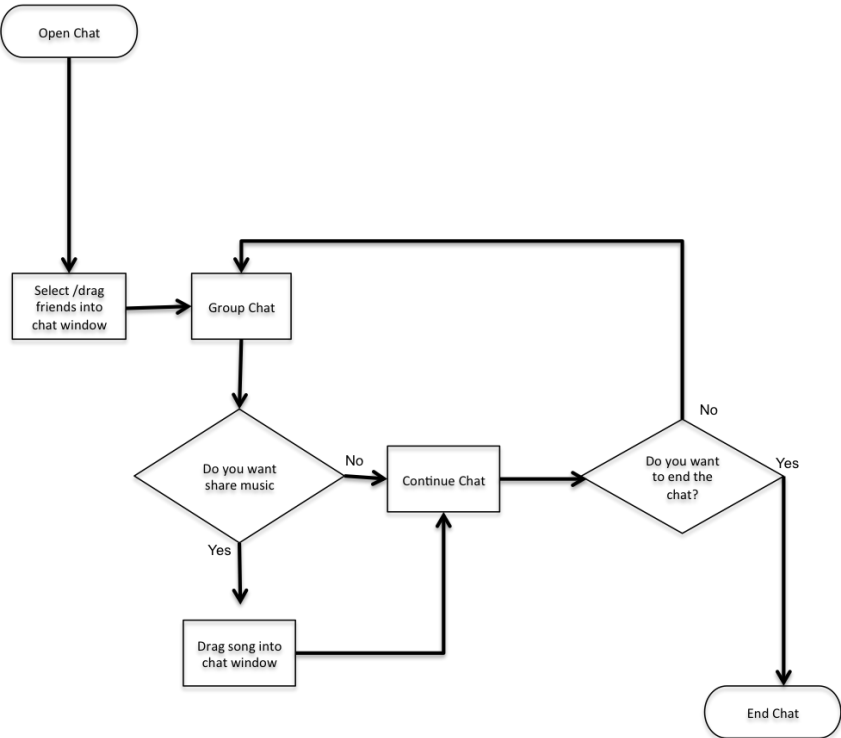 Open Chat
Select /drag
friends into
chat window
Group Chat
Do you want
share music
No
Yes
Continue Chat
Drag song into
chat window
Do you want
to end the
chat?
No
Yes
End Chat